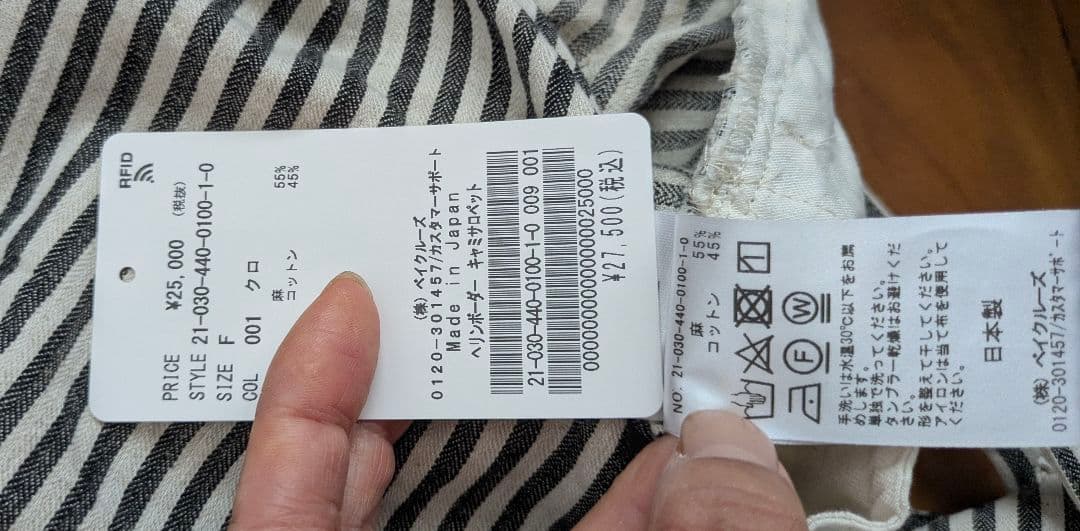 RFID
PRICE ¥25,000 (税抜)
STYLE 21-030-440-0100-1-0
SIZE F
COL 001 クロ
麻 55%
コットン 45%
(株) ベイクルーズ
0120-301457/カスタマーサポート
Made in Japan
ヘリンボーダー キャミサロペット
21-030-440-0100-1-0 009 001
0000000000000000025000
¥27,500(税込)
NO. 21-030-440-0100-1-0
麻 55%
コットン 45%
F
W
手洗いは水温30℃以下をお薦
めします。
単独で洗ってください。
タンブラー乾燥はお避けくだ
さい。
形を整えて干してください。
アイロンは当て布を使用して
ください。
日本製
(株) ベイクルーズ
0120-301457/カスタマーサポート